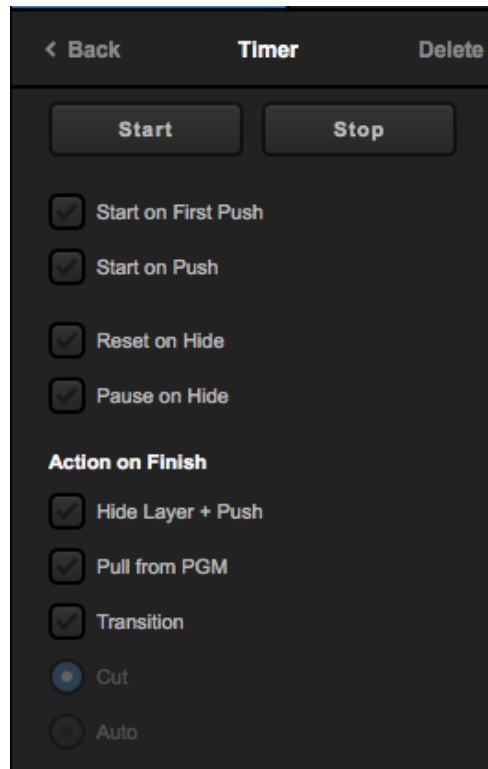 < Back Timer Delete
Start Stop
Start on First Push
Start on Push
Reset on Hide
Pause on Hide
Action on Finish
Hide Layer + Push
Pull from PGM
Transition
Cut
Auto